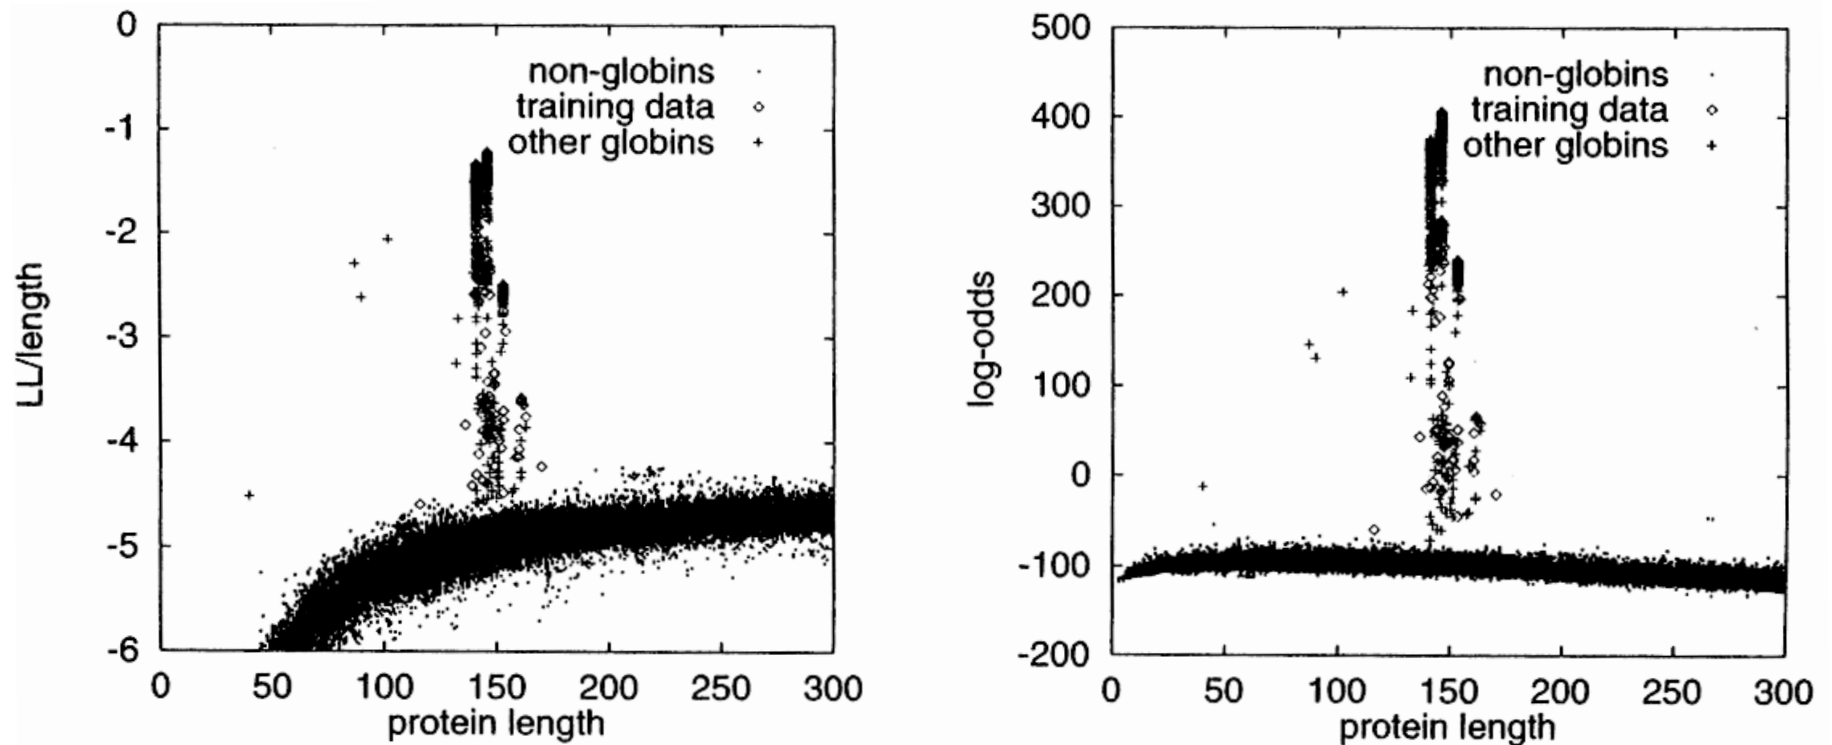 0
-1
-2
-3
-4
-5
-6
LL/length
non-globins
training data
other globins
0 50 100 150 200 250 300
protein length
500
400
300
200
100
0
-100
-200
log-odds
non-globins
training data
other globins
0 50 100 150 200 250 300
protein length